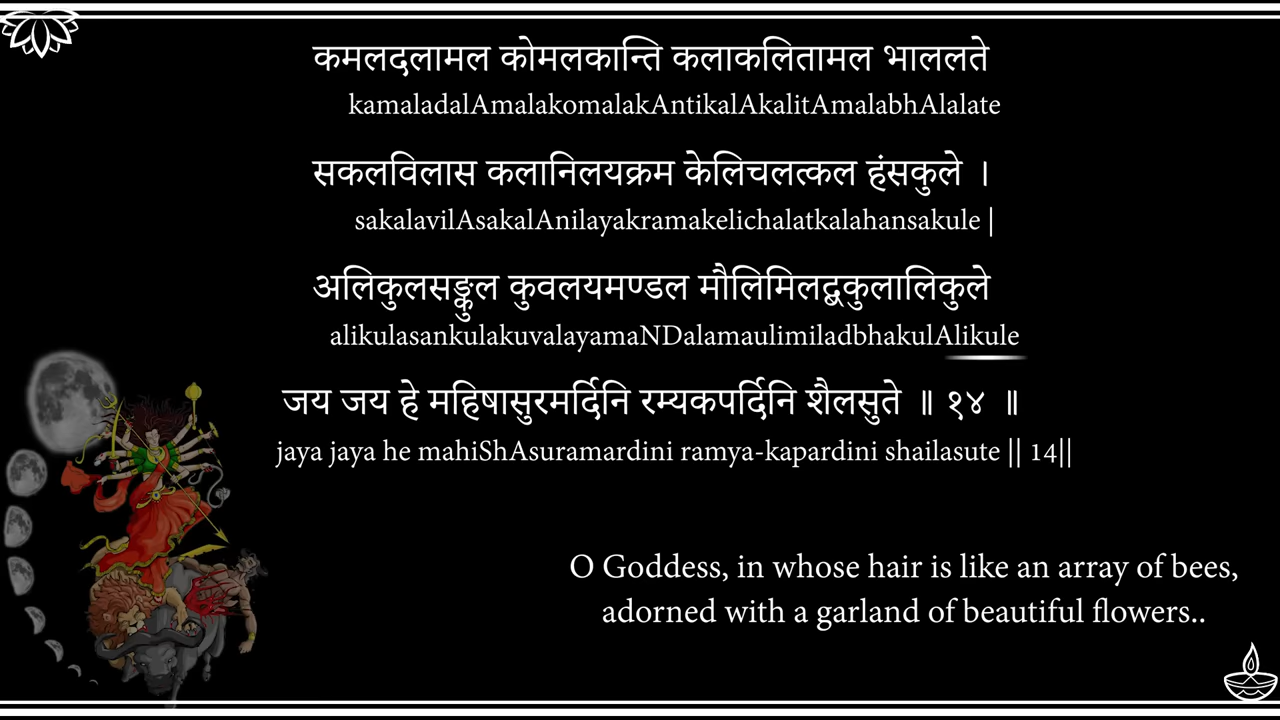 कमलदलामल कोमलकान्ति कलाकलितामल भाललते
kamaladalAmalakomalakAntikalAkalitAmalabhAlalate
सकलविलास कलानिलयक्रम केलिचलत्कल हंसकुले ।
sakalavilAsakalAnilayakramakelichalatkalahansakule |
अलिकुलसङ्कुल कुवलयमण्डल मौलिमिलद्बकुलालिकुले
alikulasankulakuvalayamaNDalamaulimiladbhakulAlikule
जय जय हे महिषासुरमर्दिनि रम्यकपर्दिनि शैलसुते ॥ १४ ॥
jaya jaya he mahiShAsuramardini ramya-kapardini shailasute || 14||
O Goddess, in whose hair is like an array of bees,
adorned with a garland of beautiful flowers..